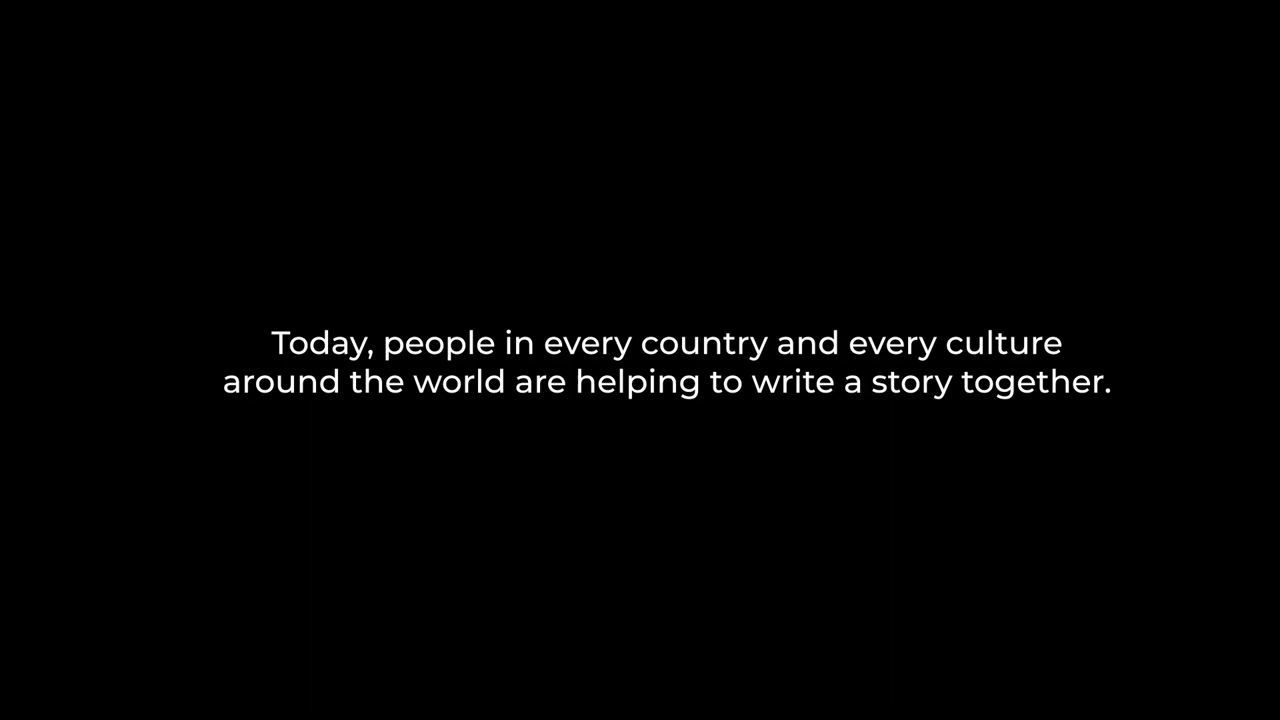 Today, people in every country and every culture
around the world are helping to write a story together.